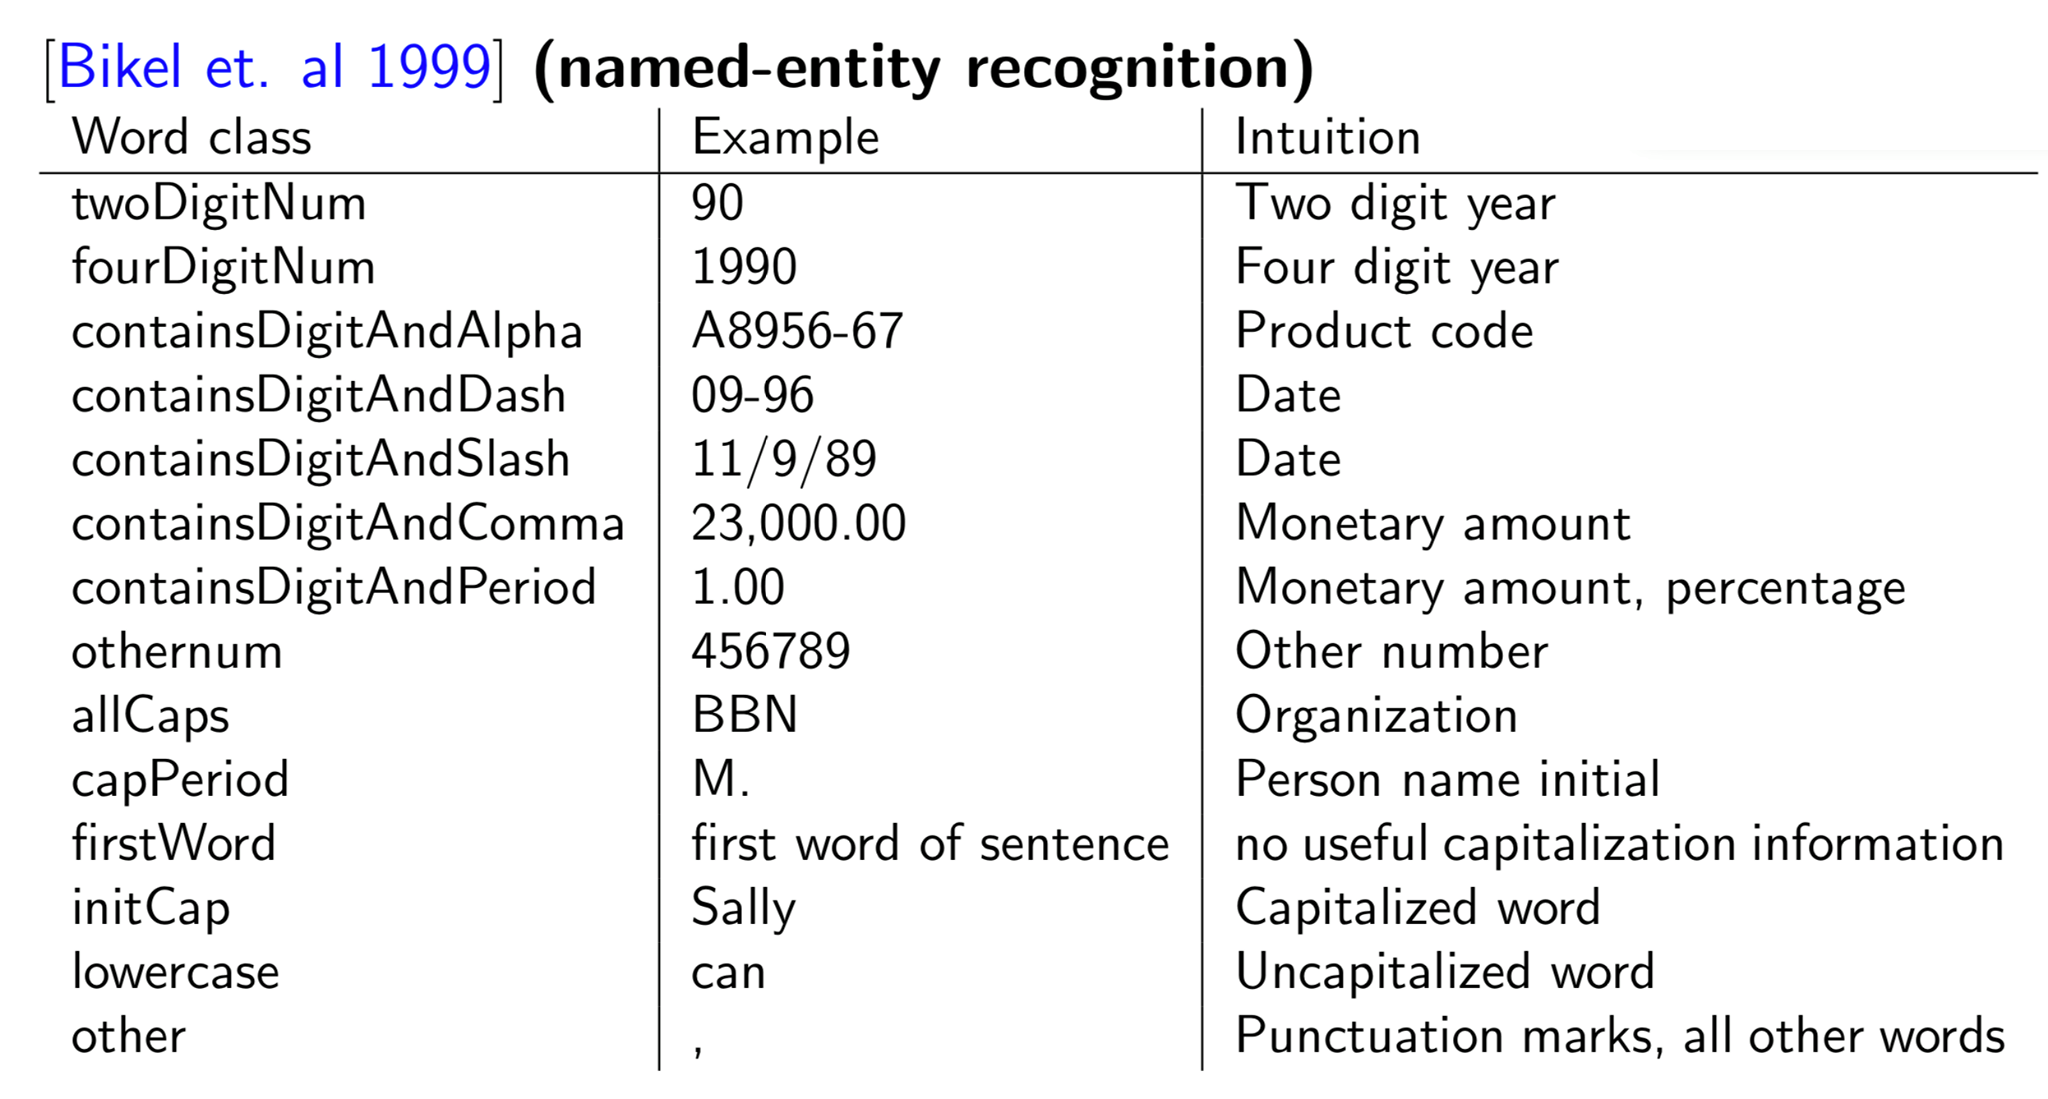 [Bikel et. al 1999] (named-entity recognition)
Word class Example Intuition
twoDigitNum 90 Two digit year
fourDigitNum 1990 Four digit year
containsDigitAndAlpha A8956-67 Product code
containsDigitAndDash 09-96 Date
containsDigitAndSlash 11/9/89 Date
containsDigitAndComma 23,000.00 Monetary amount
containsDigitAndPeriod 1.00 Monetary amount, percentage
othernum 456789 Other number
allCaps BBN Organization
capPeriod M. Person name initial
firstWord first word of sentence no useful capitalization information
initCap Sally Capitalized word
lowercase can Uncapitalized word
other , Punctuation marks, all other words